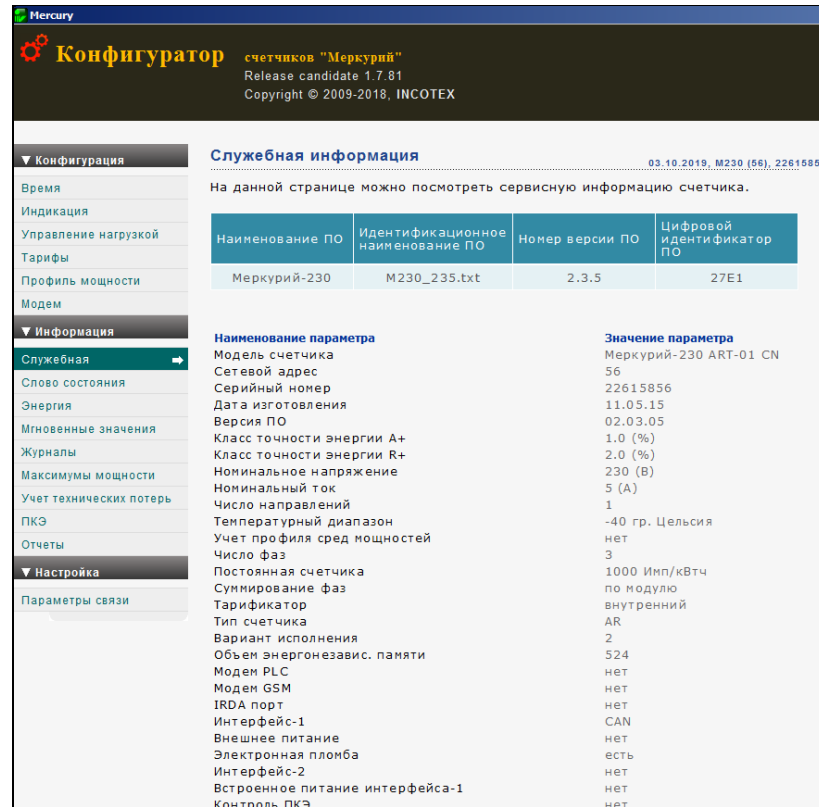 Mercury
Конфигуратор счетчиков "Меркурий"
Release candidate 1.7.81
Copyright © 2009-2018, INCOTEX
▼ Конфигурация
Время
Индикация
Управление нагрузкой
Тарифы
Профиль мощности
Модем
▼ Информация
Служебная
Слово состояния
Энергия
Мгновенные значения
Журналы
Максимумы мощности
Учет технических потерь
ПКЭ
Отчеты
▼ Настройка
Параметры связи
Служебная информация
03.10.2019, М230 (56), 2261585
На данной странице можно посмотреть сервисную информацию счетчика.
Наименование ПО Идентификационное наименование ПО Номер версии ПО Цифровой идентификатор ПО
Меркурий-230 M230_235.txt 2.3.5 27E1
Наименование параметра Значение параметра
Модель счетчика Меркурий-230 ART-01 CN
Сетевой адрес 56
Серийный номер 22615856
Дата изготовления 11.05.15
Версия ПО 02.03.05
Класс точности энергии А+ 1.0 (%)
Класс точности энергии R+ 2.0 (%)
Номинальное напряжение 230 (В)
Номинальный ток 5 (А)
Число направлений 1
Температурный диапазон -40 гр. Цельсия
Учет профиля сред мощностей нет
Число фаз 3
Постоянная счетчика 1000 Имп/кВтч
Суммирование фаз по модулю
Тарификатор внутренний
Тип счетчика AR
Вариант исполнения 2
Объем энергонезавис. памяти 524
Модем PLC нет
Модем GSM нет
IRDA порт нет
Интерфейс-1 CAN
Внешнее питание нет
Электронная пломба есть
Интерфейс-2 нет
Встроенное питание интерфейса-1 нет
Контроль ПКЭ нет